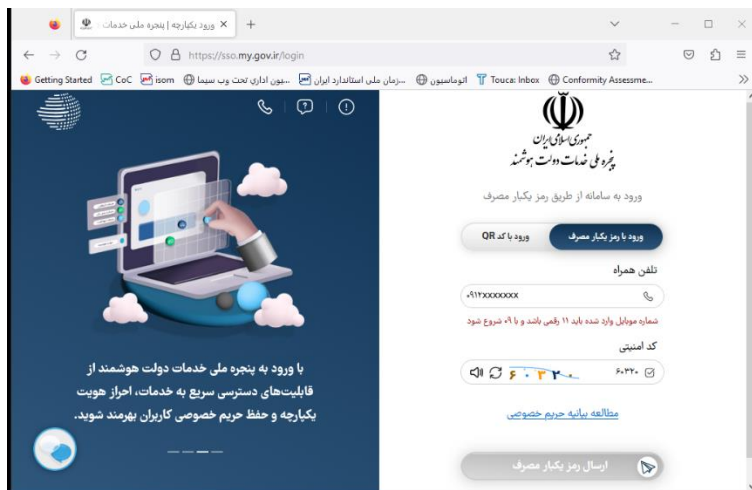 ورود یکپارچه | پنجره ملی خدمات
https://sso.my.gov.ir/login
Getting Started
CoC
isom
...یون اداری تحت وب سیما
...زمان ملی استاندارد ایران
اتوماسیون
Touca: Inbox
Conformity Assessme...
جمهوری اسلامی ایران
پنجره ملی خدمات دولت هوشمند
ورود به سامانه از طریق رمز یکبار مصرف
ورود با رمز یکبار مصرف
ورود با کد QR
تلفن همراه
۰۹۱۲xxxxxxx
شماره موبایل وارد شده باید ۱۱ رقمی باشد و با ۰۹ شروع شود
کد امنیتی
۶۰۳۲۰
۶۰۳۲۰
مطالعه بیانیه حریم خصوصی
ارسال رمز یکبار مصرف
با ورود به پنجره ملی خدمات دولت هوشمند از
قابلیت‌های دسترسی سریع به خدمات، احراز هویت
یکپارچه و حفظ حریم خصوصی کاربران بهرمند شوید.